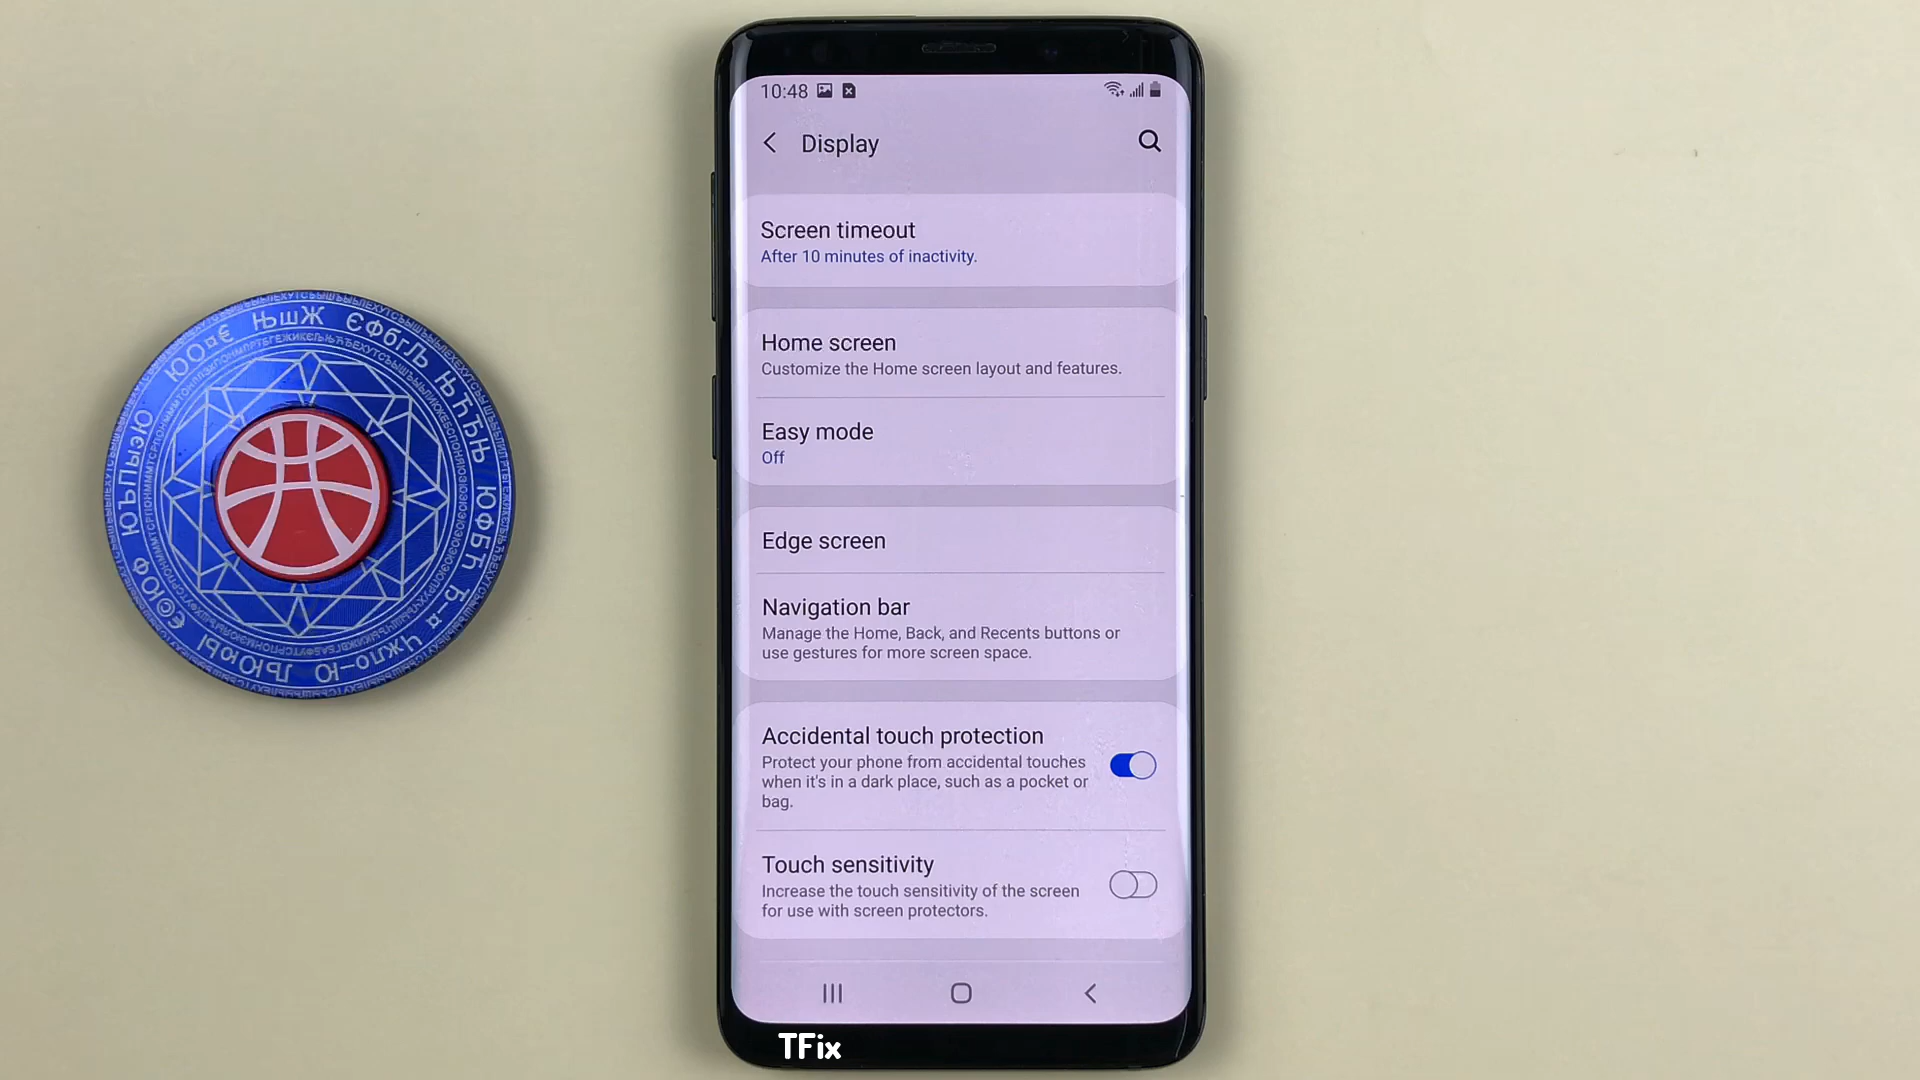 10:48
Display
Screen timeout
After 10 minutes of inactivity.
Home screen
Customize the Home screen layout and features.
Easy mode
Off
Edge screen
Navigation bar
Manage the Home, Back, and Recents buttons or
use gestures for more screen space.
Accidental touch protection
Protect your phone from accidental touches
when it's in a dark place, such as a pocket or
bag.
Touch sensitivity
Increase the touch sensitivity of the screen
for use with screen protectors.
TFix